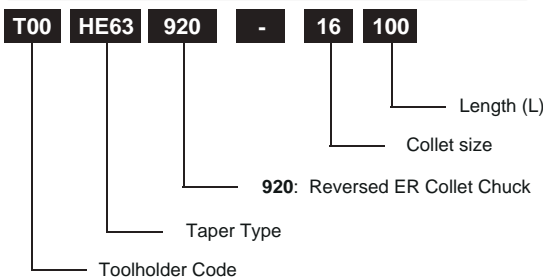 T00 HE63 920 - 16 100
Length (L)
Collet size
920: Reversed ER Collet Chuck
Taper Type
Toolholder Code